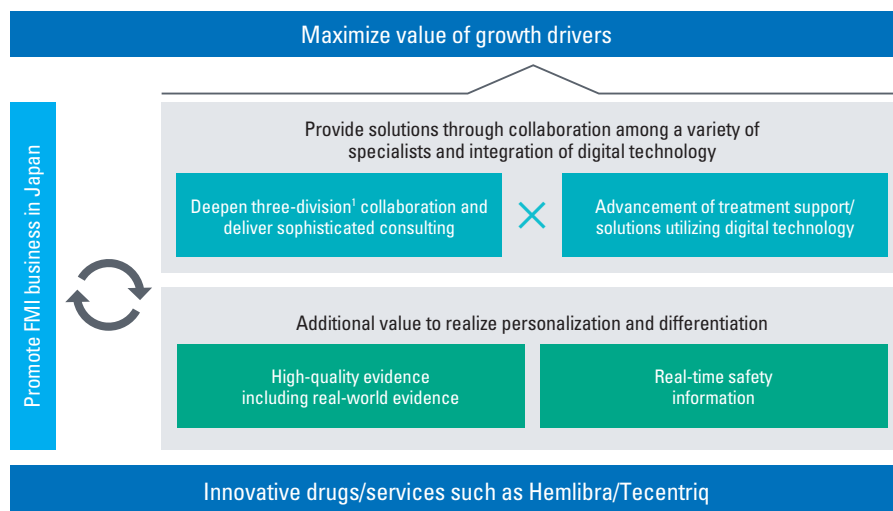 Maximize value of growth drivers
Promote FMI business in Japan
Provide solutions through collaboration among a variety of
specialists and integration of digital technology
Deepen three-division¹ collaboration and
deliver sophisticated consulting
Advancement of treatment support/
solutions utilizing digital technology
Additional value to realize personalization and differentiation
High-quality evidence
including real-world evidence
Real-time safety
information
Innovative drugs/services such as Hemlibra/Tecentriq